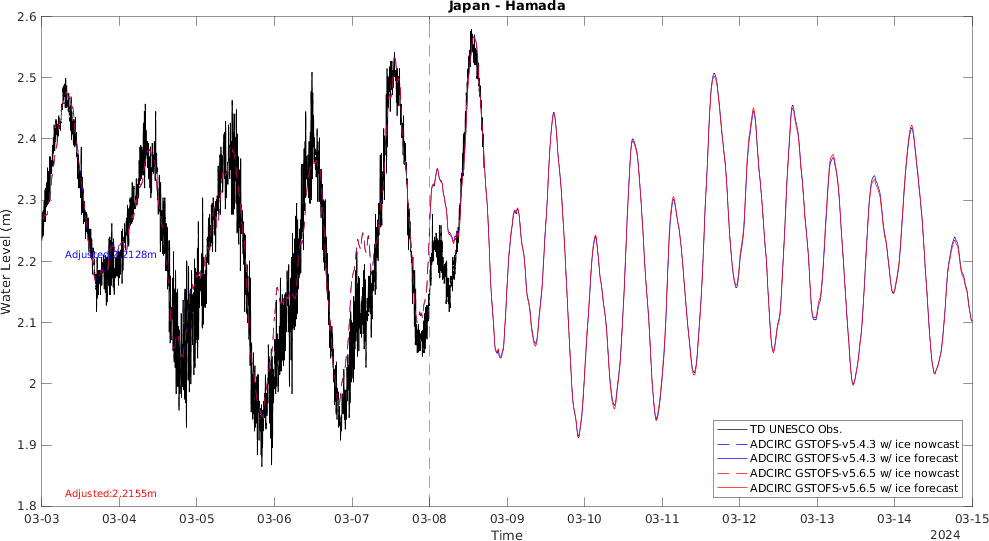 Japan - Hamada
Water Level (m)
2.6
2.5
2.4
2.3
2.2
2.1
2
1.9
1.8
Adjusted:2.2128m
Adjusted:2.2155m
TD UNESCO Obs.
ADCIRC GSTOFS-v5.4.3 w/ ice nowcast
ADCIRC GSTOFS-v5.4.3 w/ ice forecast
ADCIRC GSTOFS-v5.6.5 w/ ice nowcast
ADCIRC GSTOFS-v5.6.5 w/ ice forecast
03-03 03-04 03-05 03-06 03-07 03-08 03-09 03-10 03-11 03-12 03-13 03-14 03-15
Time
2024